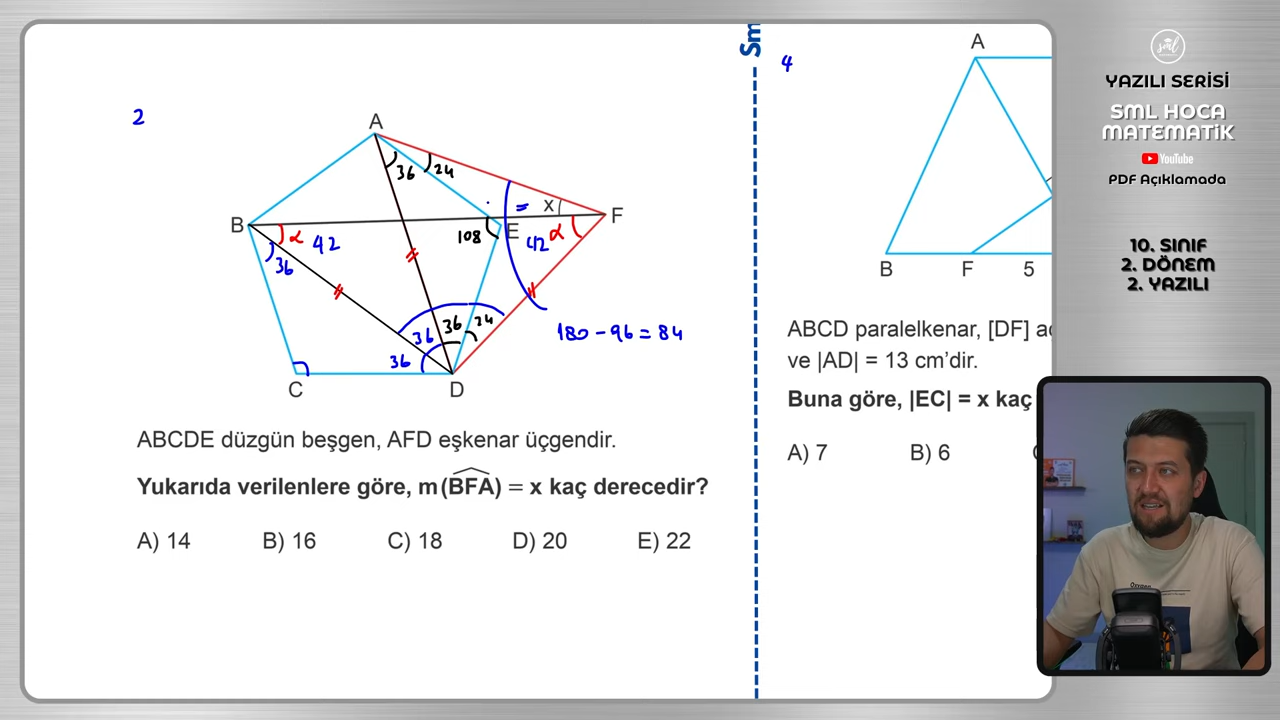 2
A
36
24
x
=
F
B
α
42
108
E
42
α
36
36
36
24
36
180 - 96 = 84
C
D
ABCDE düzgün beşgen, AFD eşkenar üçgendir.
Yukarıda verilenlere göre, m(BFA) = x kaç derecedir?
A) 14 B) 16 C) 18 D) 20 E) 22
Sm
4
A
B
F
5
ABCD paralelkenar, [DF] aç
ve |AD| = 13 cm’dir.
Buna göre, |EC| = x kaç
A) 7 B) 6
sml
YAZILI SERİSİ
SML HOCA
MATEMATİK
YouTube
PDF Açıklamada
10. SINIF
2. DÖNEM
2. YAZILI